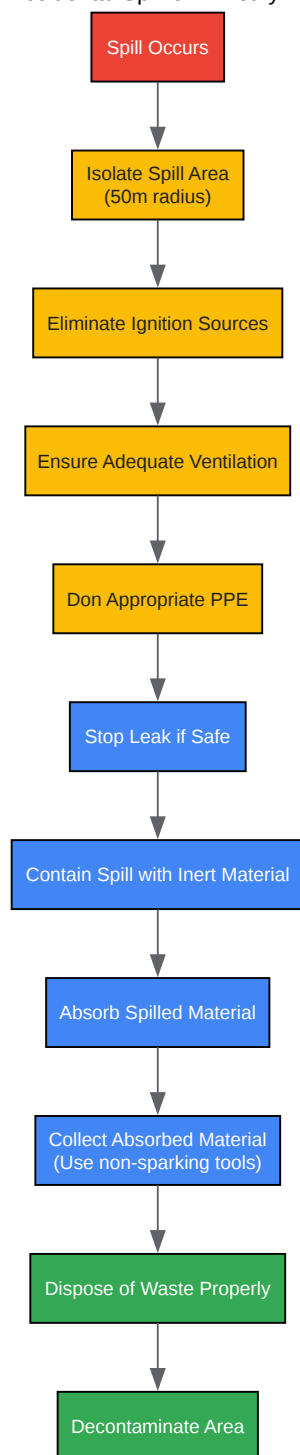 Spill Occurs
Isolate Spill Area
(50m radius)
Eliminate Ignition Sources
Ensure Adequate Ventilation
Don Appropriate PPE
Stop Leak if Safe
Contain Spill with Inert Material
Absorb Spilled Material
Collect Absorbed Material
(Use non-sparking tools)
Dispose of Waste Properly
Decontaminate Area